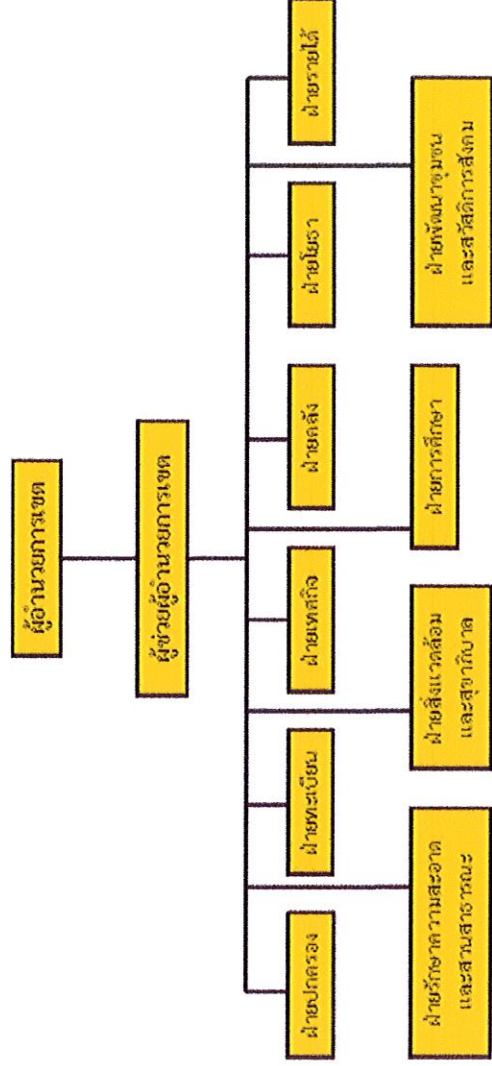 ผู้อำนวยการเขต
ผู้ช่วยผู้อำนวยการเขต
ฝ่ายปกครอง
ฝ่ายทะเบียน
ฝ่ายเทศกิจ
ฝ่ายคลัง
ฝ่ายโยธา
ฝ่ายรายได้
ฝ่ายรักษาความสะอาด
และสวนสาธารณะ
ฝ่ายสิ่งแวดล้อม
และสุขาภิบาล
ฝ่ายการศึกษา
ฝ่ายพัฒนาชุมชน
และสวัสดิการสังคม